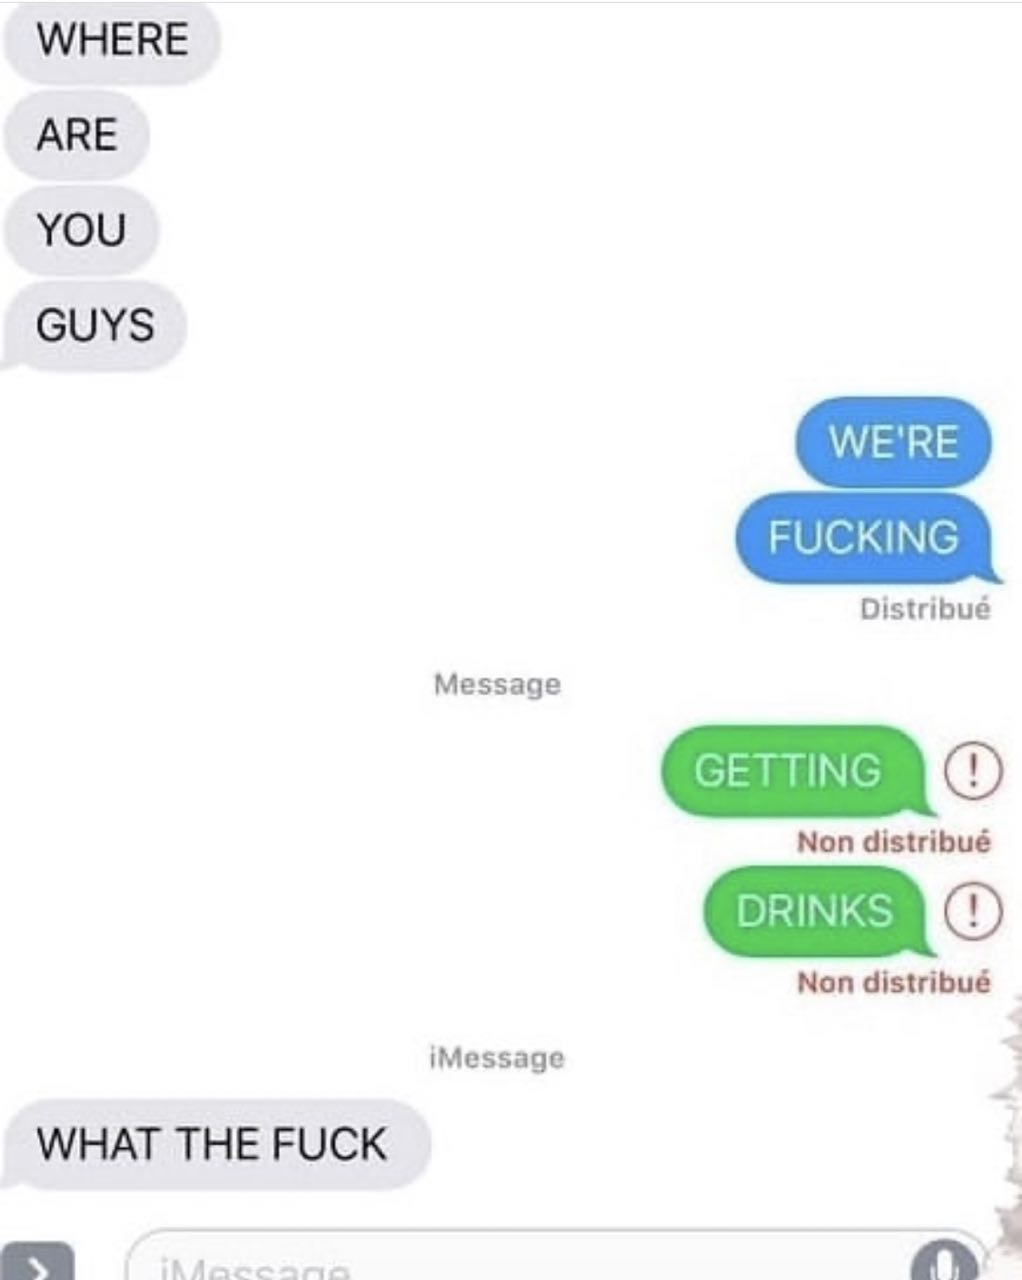 WHERE
ARE
YOU
GUYS
WE'RE
FUCKING
Distribué
Message
GETTING
!
Non distribué
DRINKS
!
Non distribué
iMessage
WHAT THE FUCK
iMessage